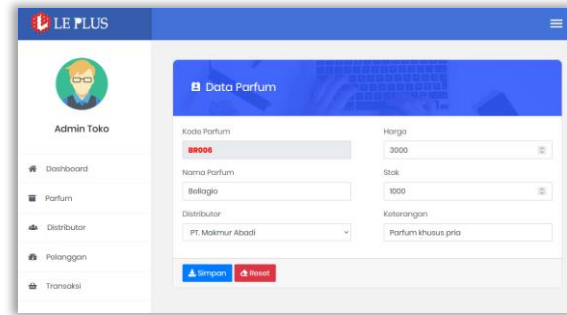 LE PLUS
Admin Toko
Dashboard
Parfum
Distributor
Pelanggan
Transaksi
Data Parfum
Kode Parfum
BR006
Nama Parfum
Bellagio
Distributor
PT. Makmur Abadi
Harga
3000
Stok
1000
Keterangan
Parfum khusus pria
Simpan
Reset